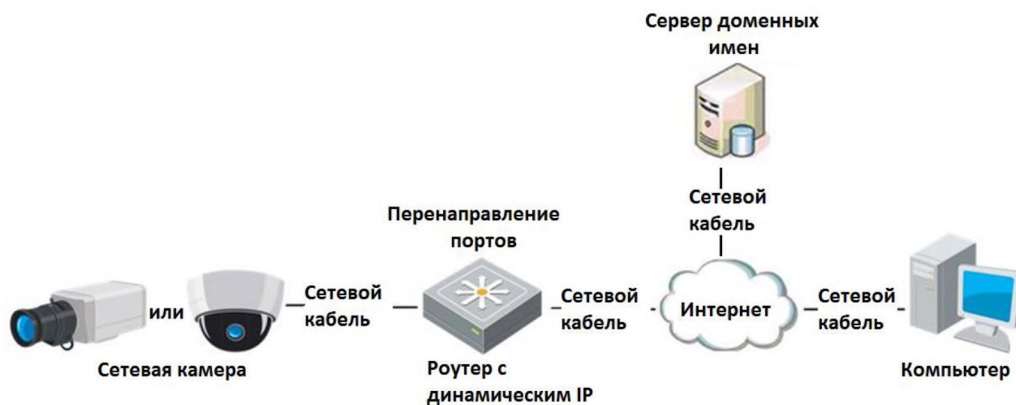 Сервер доменных
имен
Сетевой
кабель
Перенаправление
портов
или
Сетевой
кабель
Сетевой
кабель
Интернет
Сетевой
кабель
Сетевая камера
Роутер с
динамическим IP
Компьютер